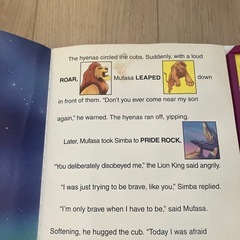 The hyenas circled the cubs. Suddenly, with a loud
ROAR, Mufasa LEAPED down
in front of them. "Don't you ever come near my son
again," he warned. The hyenas ran off, yipping.
Later, Mufasa took Simba to PRIDE ROCK.
"You deliberately disobeyed me," the Lion King said angrily.
"I was just trying to be brave, like you," Simba replied.
"I'm only brave when I have to be," said Mufasa.
Softening, he hugged the cub. "Today I was afraid